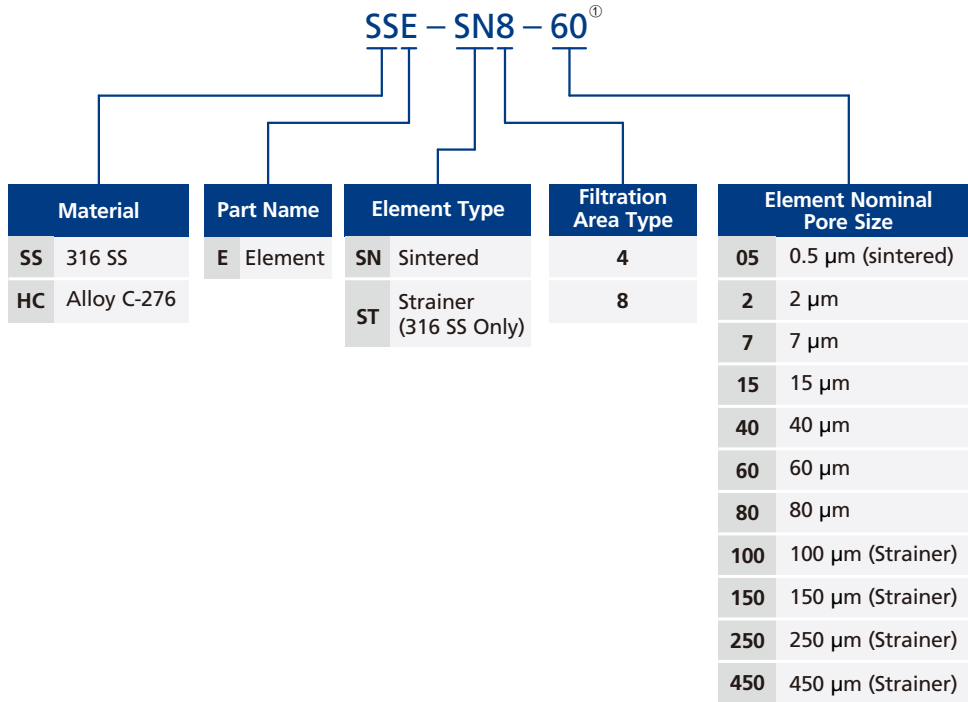 SSE – SN8 – 60①
Material
SS 316 SS
HC Alloy C-276
Part Name
E Element
Element Type
SN Sintered
ST Strainer
(316 SS Only)
Filtration
Area Type
4
8
Element Nominal
Pore Size
05 0.5 µm (sintered)
2 2 µm
7 7 µm
15 15 µm
40 40 µm
60 60 µm
80 80 µm
100 100 µm (Strainer)
150 150 µm (Strainer)
250 250 µm (Strainer)
450 450 µm (Strainer)